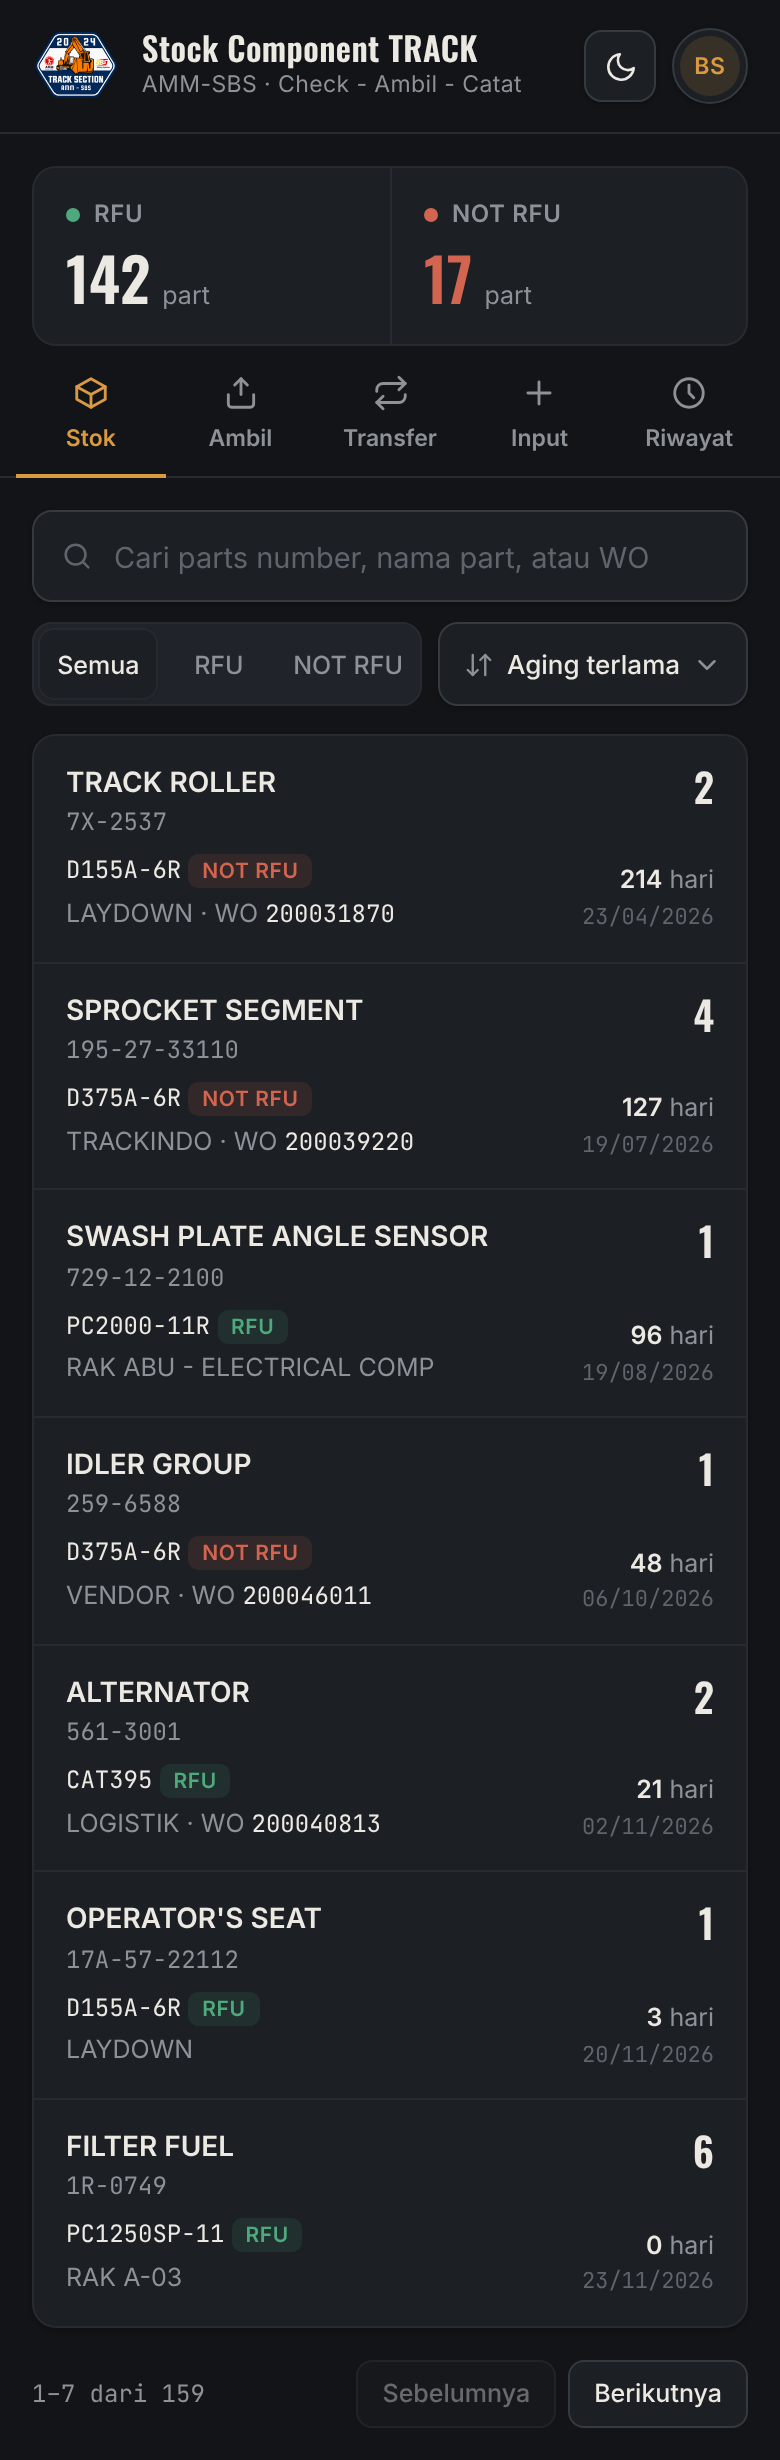 2024
TRACK SECTION
AMM - SBS
Stock Component TRACK
AMM-SBS · Check - Ambil - Catat
BS
RFU
NOT RFU
142 part
17 part
Stok
Ambil
Transfer
Input
Riwayat
Cari parts number, nama part, atau WO
Semua
RFU
NOT RFU
Aging terlama
TRACK ROLLER
2
7X-2537
D155A-6R NOT RFU
214 hari
LAYDOWN · WO 200031870
23/04/2026
SPROCKET SEGMENT
4
195-27-33110
D375A-6R NOT RFU
127 hari
TRACKINDO · WO 200039220
19/07/2026
SWASH PLATE ANGLE SENSOR
1
729-12-2100
PC2000-11R RFU
96 hari
RAK ABU - ELECTRICAL COMP
19/08/2026
IDLER GROUP
1
259-6588
D375A-6R NOT RFU
48 hari
VENDOR · WO 200046011
06/10/2026
ALTERNATOR
2
561-3001
CAT395 RFU
21 hari
LOGISTIK · WO 200040813
02/11/2026
OPERATOR'S SEAT
1
17A-57-22112
D155A-6R RFU
3 hari
LAYDOWN
20/11/2026
FILTER FUEL
6
1R-0749
PC1250SP-11 RFU
0 hari
RAK A-03
23/11/2026
1–7 dari 159
Sebelumnya
Berikutnya